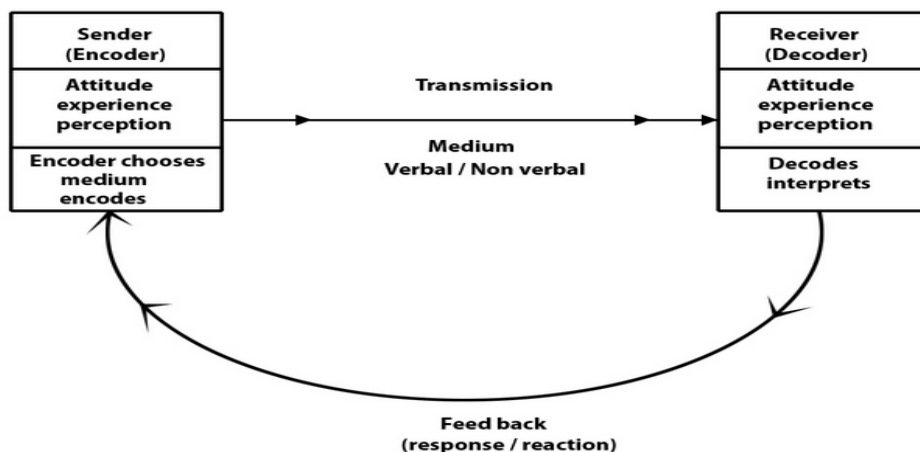 Sender
(Encoder)
Attitude
experience
perception
Encoder chooses
medium
encodes
Transmission
Medium
Verbal / Non verbal
Receiver
(Decoder)
Attitude
experience
perception
Decodes
interprets
Feed back
(response / reaction)